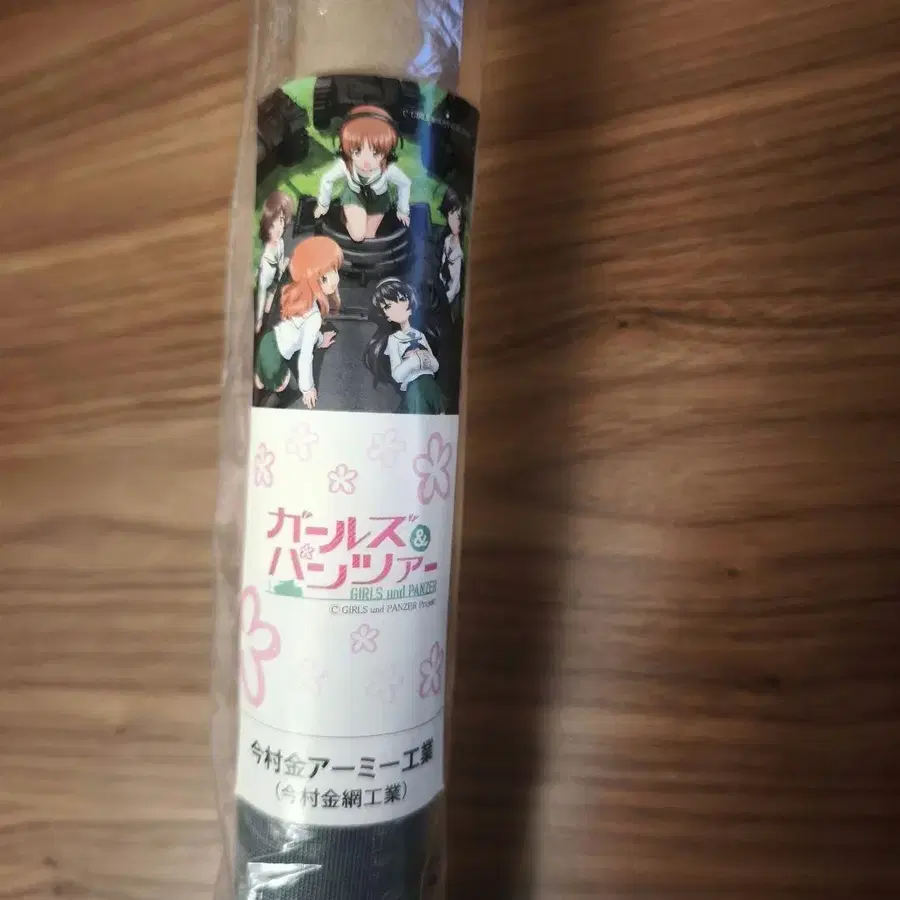 ガールズ&
パンツァー
GIRLS und PANZER
© GIRLS und PANZER Projekt
今村金アーミー工業
(今村金網工業)